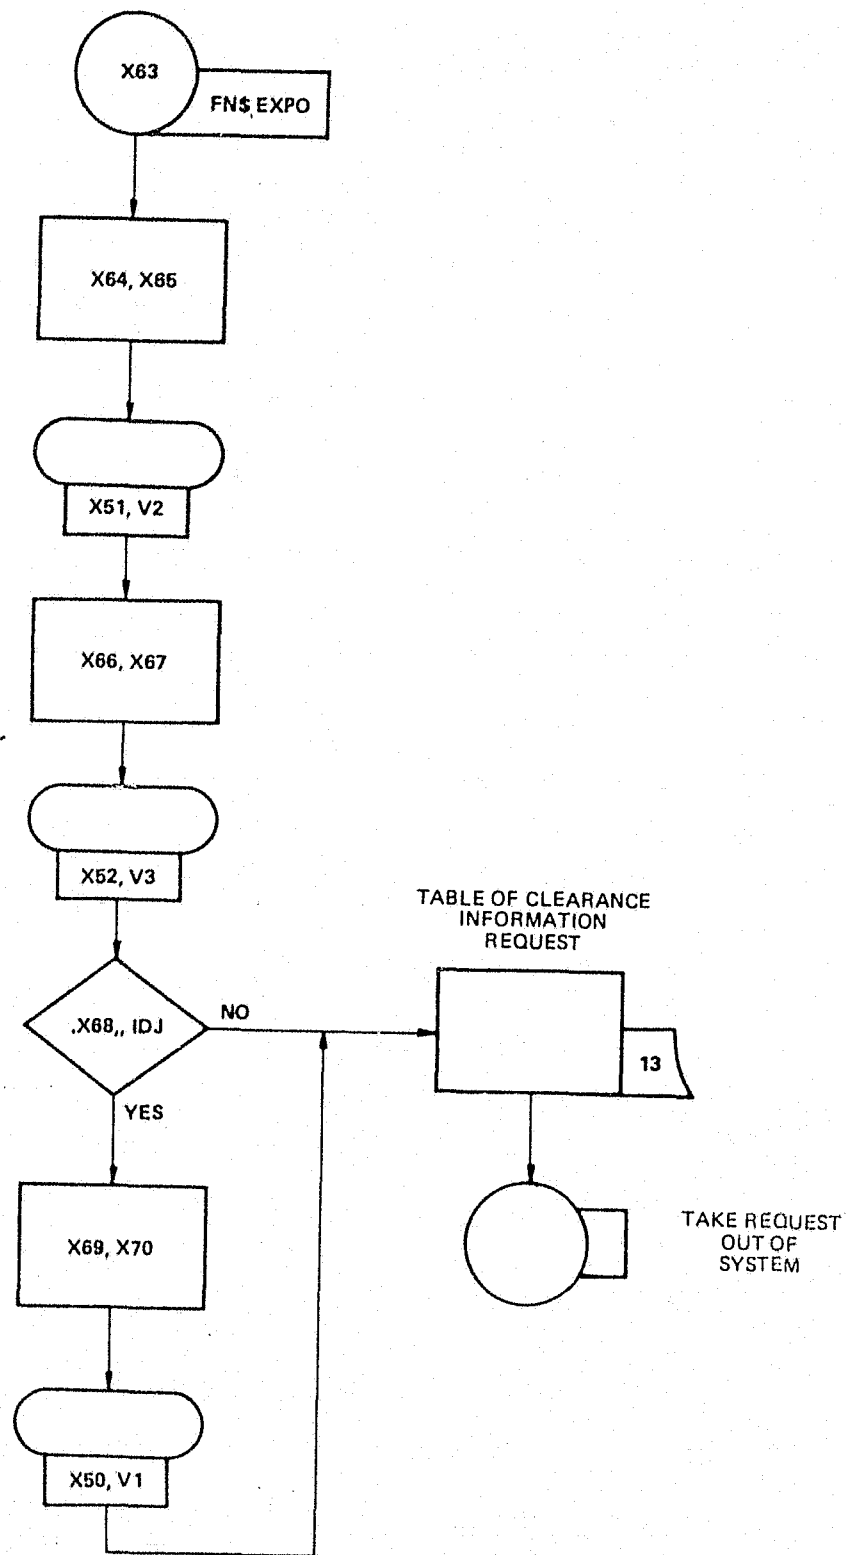 X63
FN$,EXPO
X64, X65
X51, V2
X66, X67
X52, V3
TABLE OF CLEARANCE
INFORMATION
REQUEST
.X68,, IDJ
NO
13
YES
X69, X70
TAKE REQUEST
OUT OF
SYSTEM
X50, V1